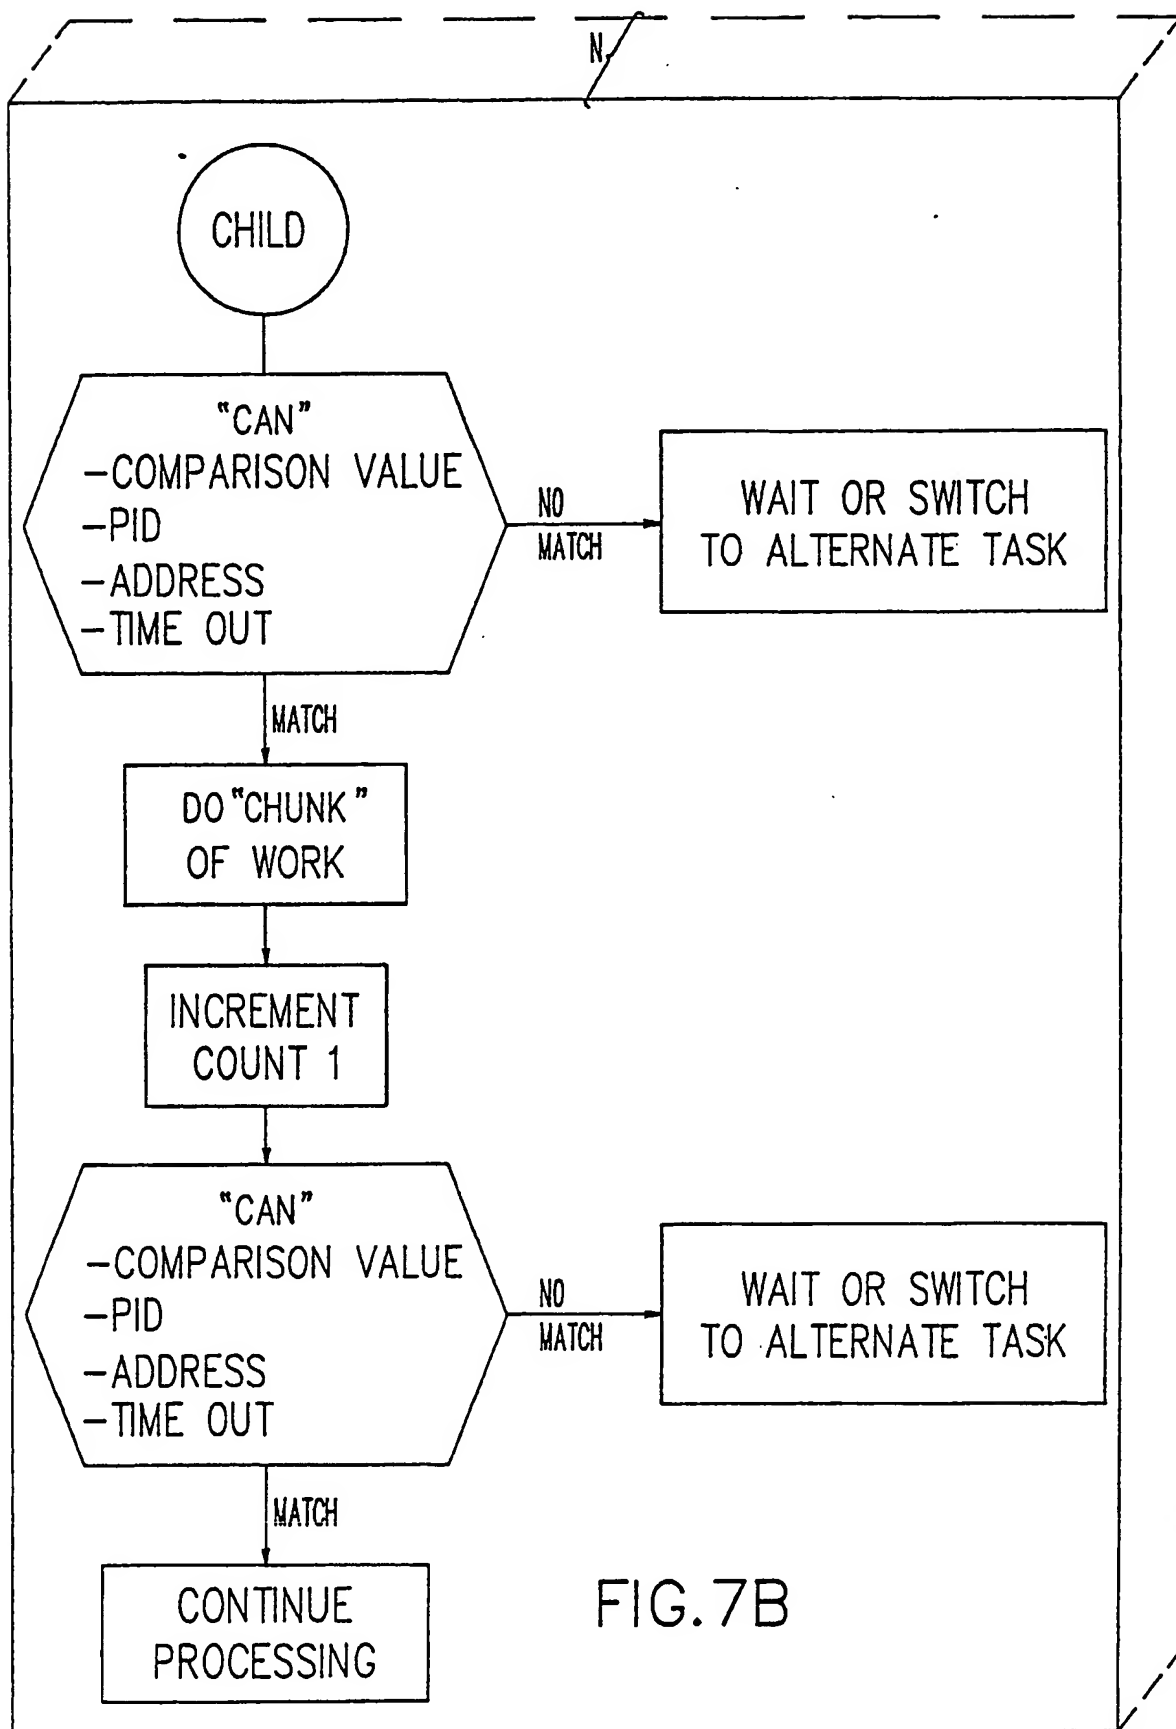 N
CHILD
"CAN"
-COMPARISON VALUE
-PID
-ADDRESS
-TIME OUT
NO
MATCH
WAIT OR SWITCH
TO ALTERNATE TASK
MATCH
DO "CHUNK"
OF WORK
INCREMENT
COUNT 1
"CAN"
-COMPARISON VALUE
-PID
-ADDRESS
-TIME OUT
NO
MATCH
WAIT OR SWITCH
TO ALTERNATE TASK
MATCH
CONTINUE
PROCESSING
FIG. 7B